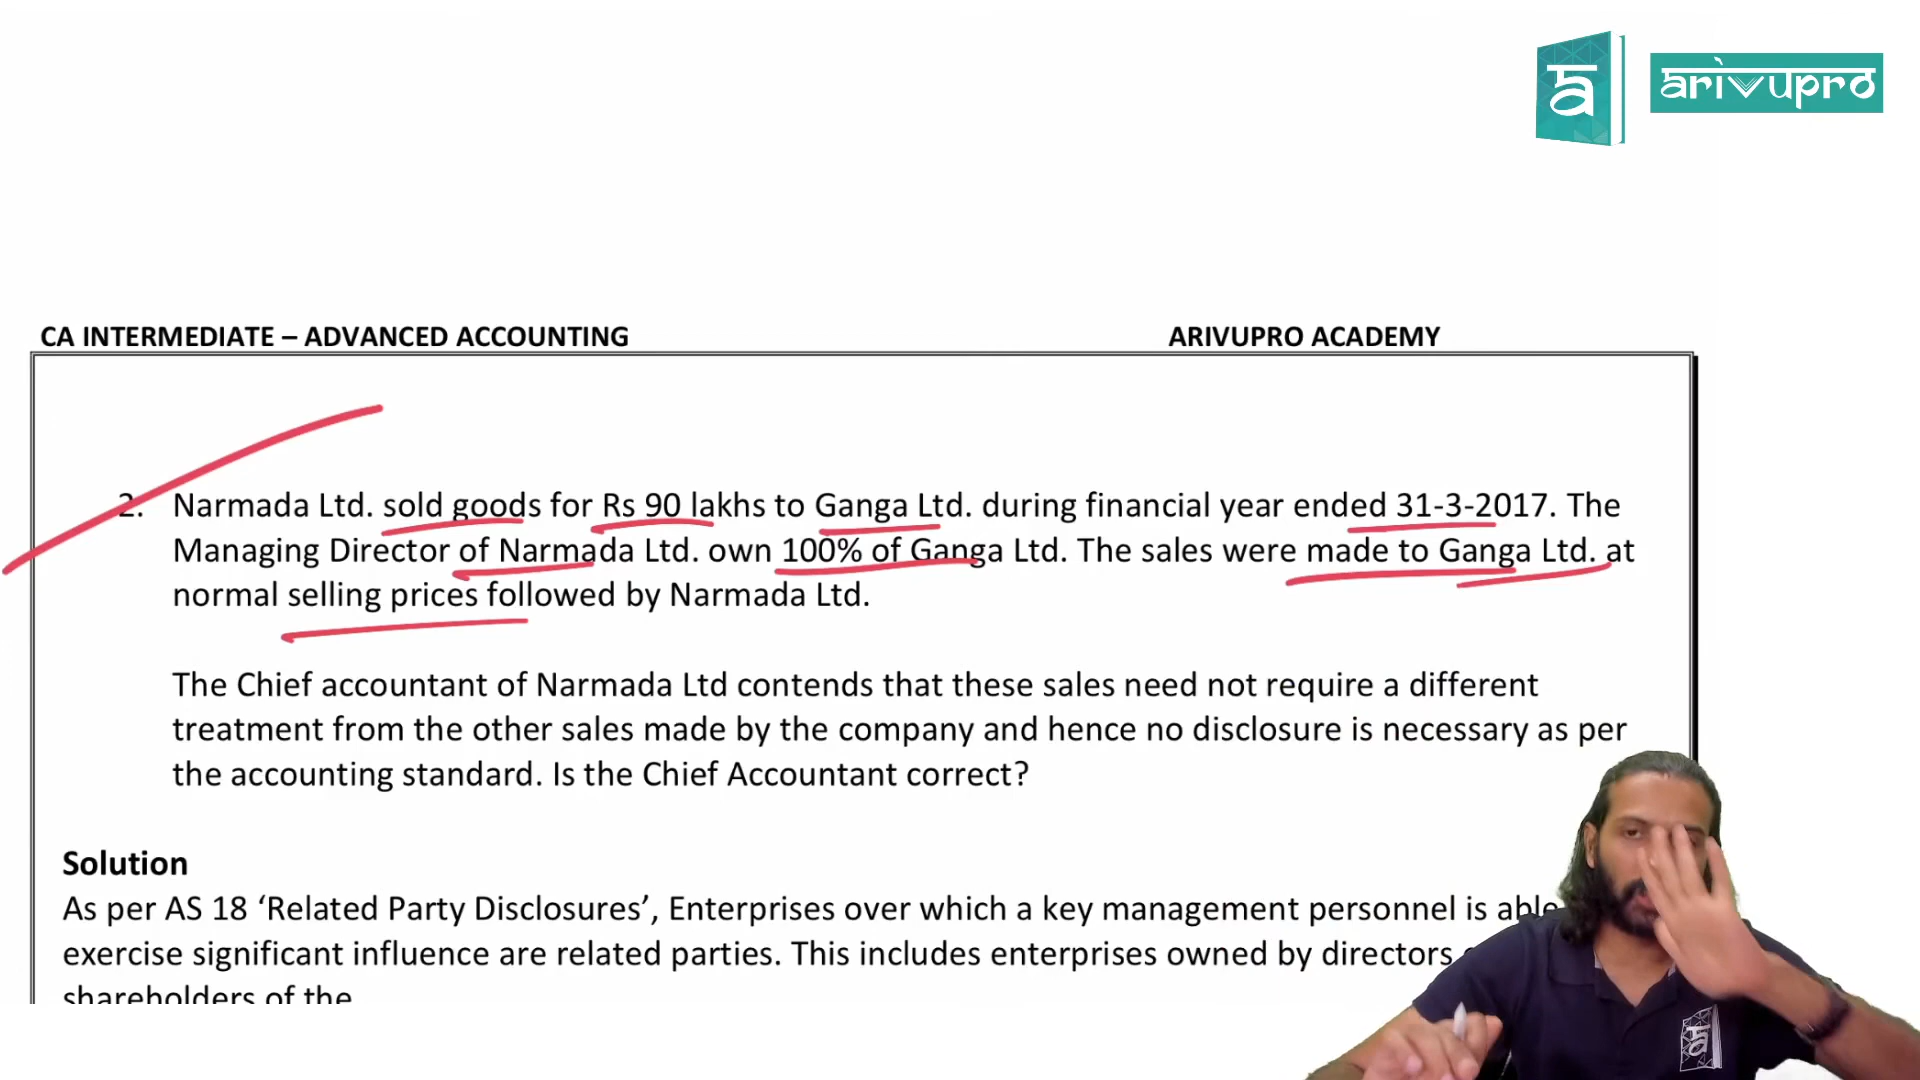 a
arivupro
CA INTERMEDIATE – ADVANCED ACCOUNTING ARIVUPRO ACADEMY
2. Narmada Ltd. sold goods for Rs 90 lakhs to Ganga Ltd. during financial year ended 31-3-2017. The
Managing Director of Narmada Ltd. own 100% of Ganga Ltd. The sales were made to Ganga Ltd. at
normal selling prices followed by Narmada Ltd.
The Chief accountant of Narmada Ltd contends that these sales need not require a different
treatment from the other sales made by the company and hence no disclosure is necessary as per
the accounting standard. Is the Chief Accountant correct?
Solution
As per AS 18 ‘Related Party Disclosures’, Enterprises over which a key management personnel is able
exercise significant influence are related parties. This includes enterprises owned by directors
shareholders of the
a